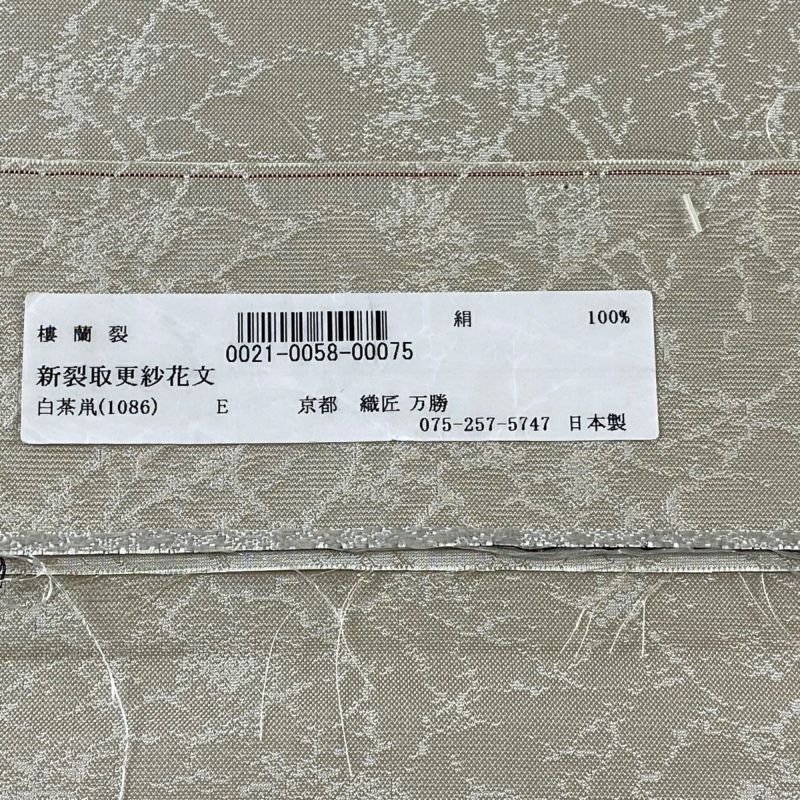 樓蘭裂 絹 100%
0021-0058-00075
新裂取更紗花文
白茶鼡(1086) E 京都 織匠 万勝
075-257-5747 日本製